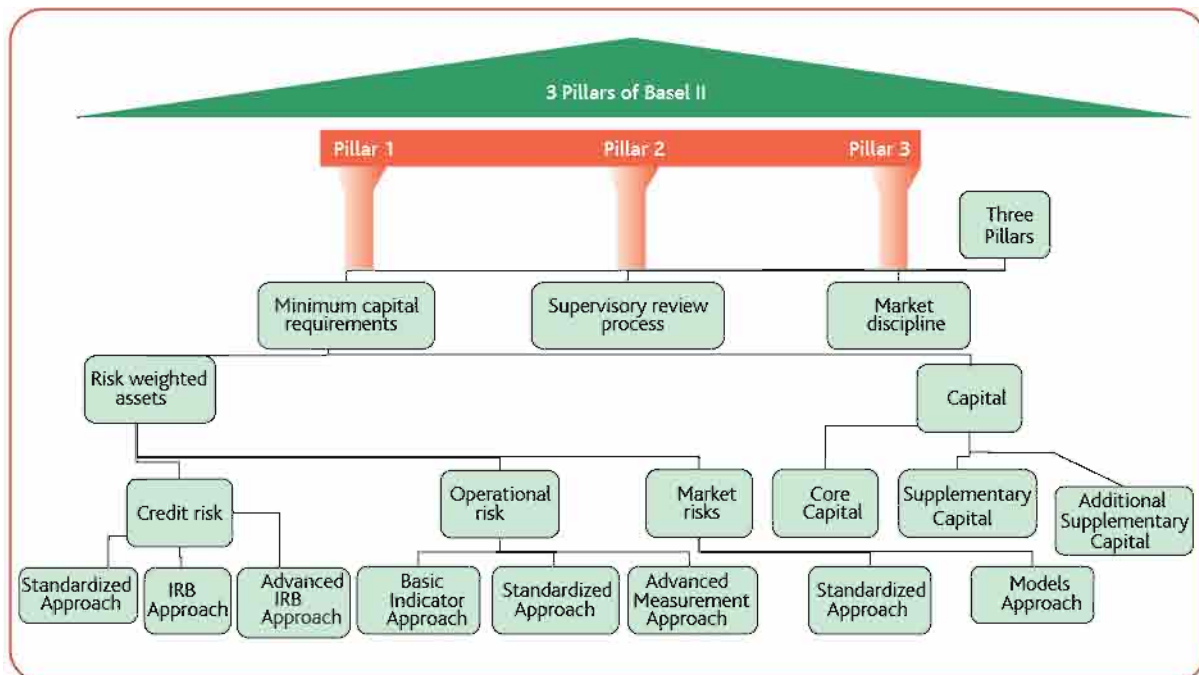 3 Pillars of Basel II
Pillar 1
Pillar 2
Pillar 3
Three
Pillars
Minimum capital
requirements
Supervisory review
process
Market
discipline
Risk weighted
assets
Capital
Credit risk
Operational
risk
Market
risks
Core
Capital
Supplementary
Capital
Additional
Supplementary
Capital
Standardized
Approach
IRB
Approach
Advanced
IRB
Approach
Basic
Indicator
Approach
Standardized
Approach
Advanced
Measurement
Approach
Standardized
Approach
Models
Approach